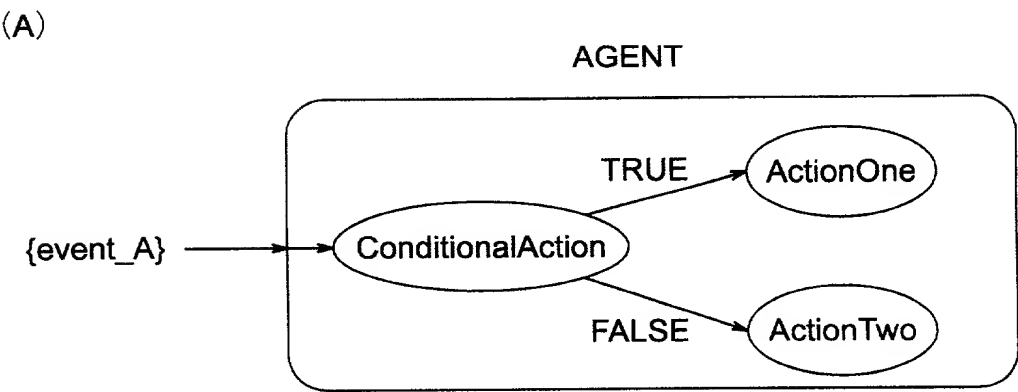 (A)
AGENT
TRUE
ActionOne
{event_A}
ConditionalAction
FALSE
ActionTwo